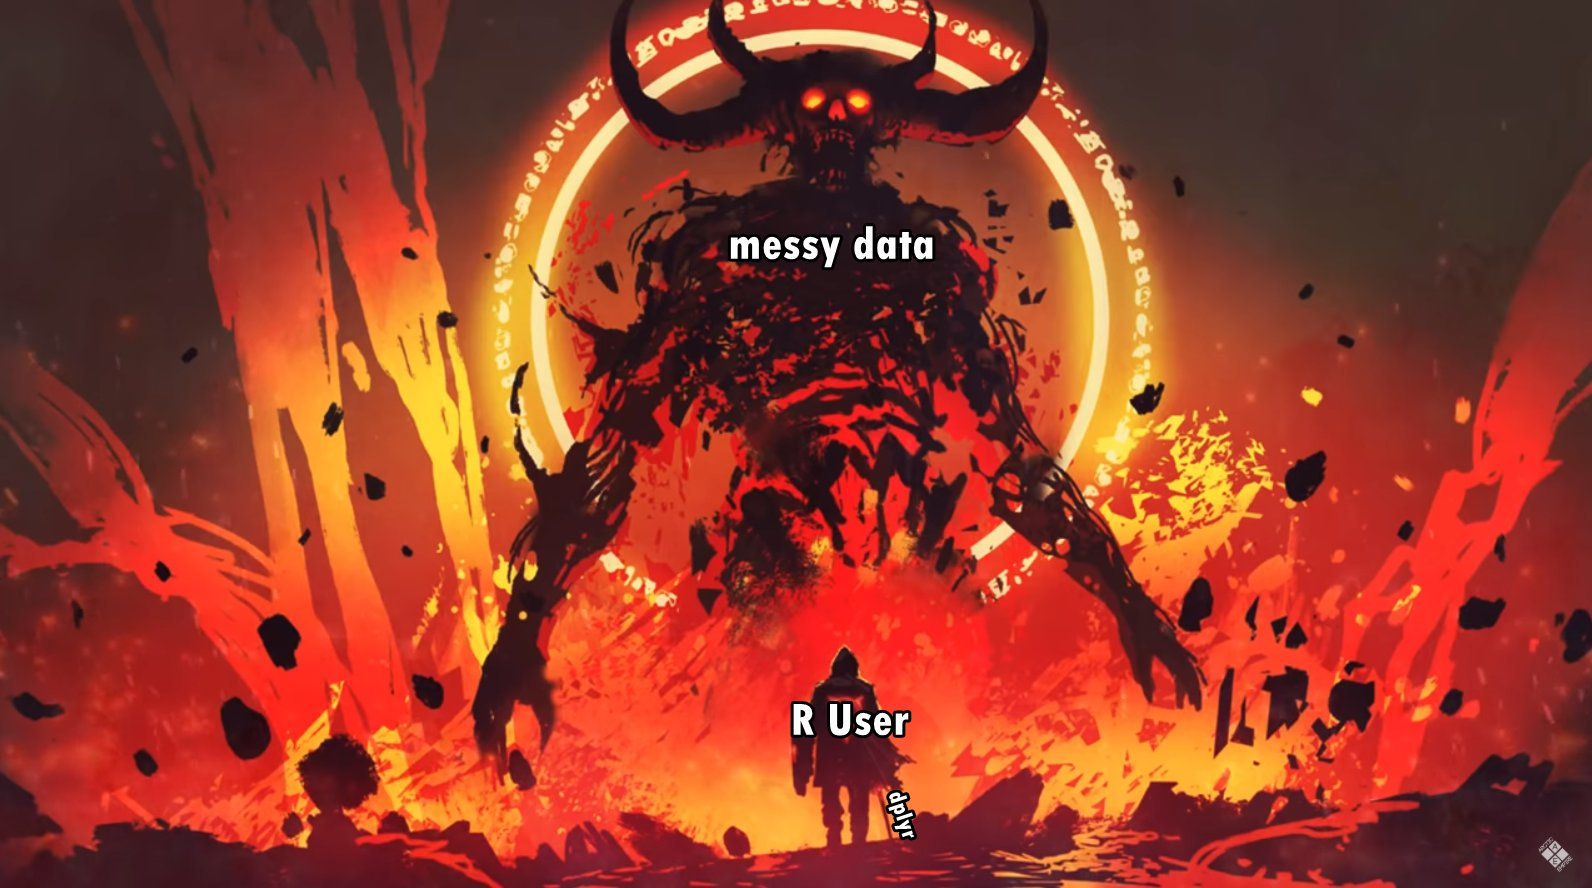 messy data
R User
dplyr